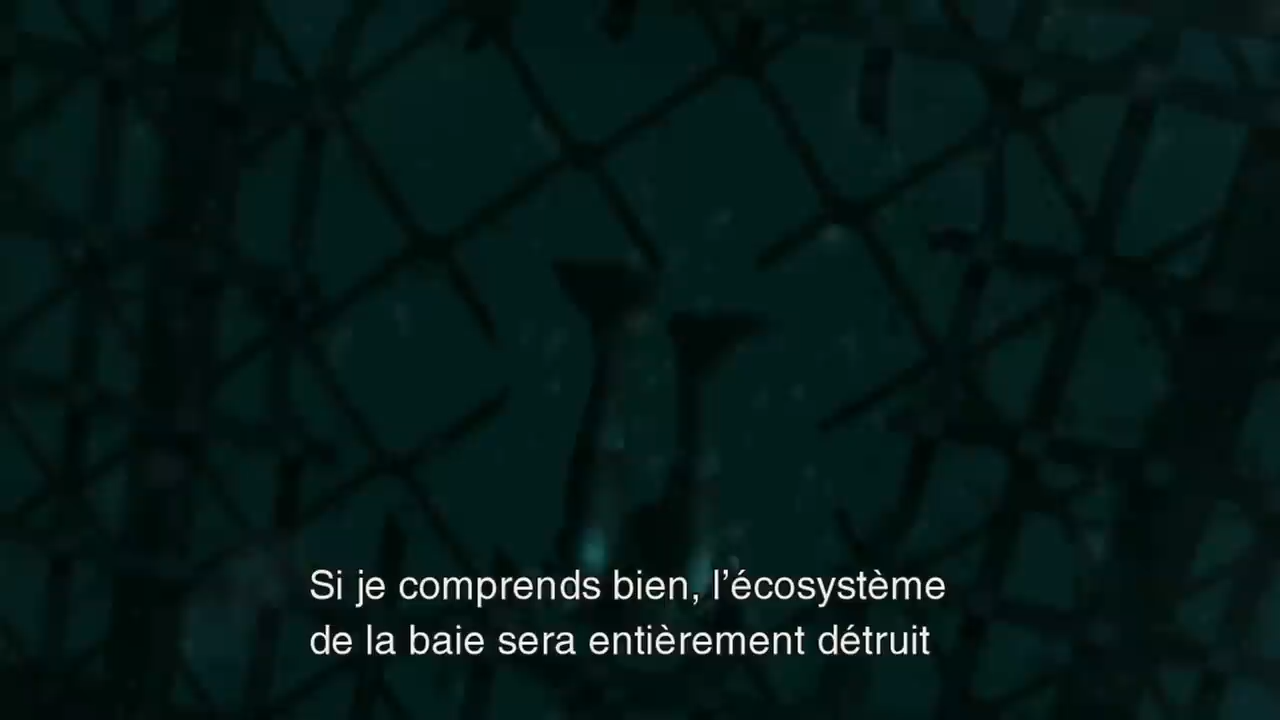 Si je comprends bien, l’écosystème
de la baie sera entièrement détruit